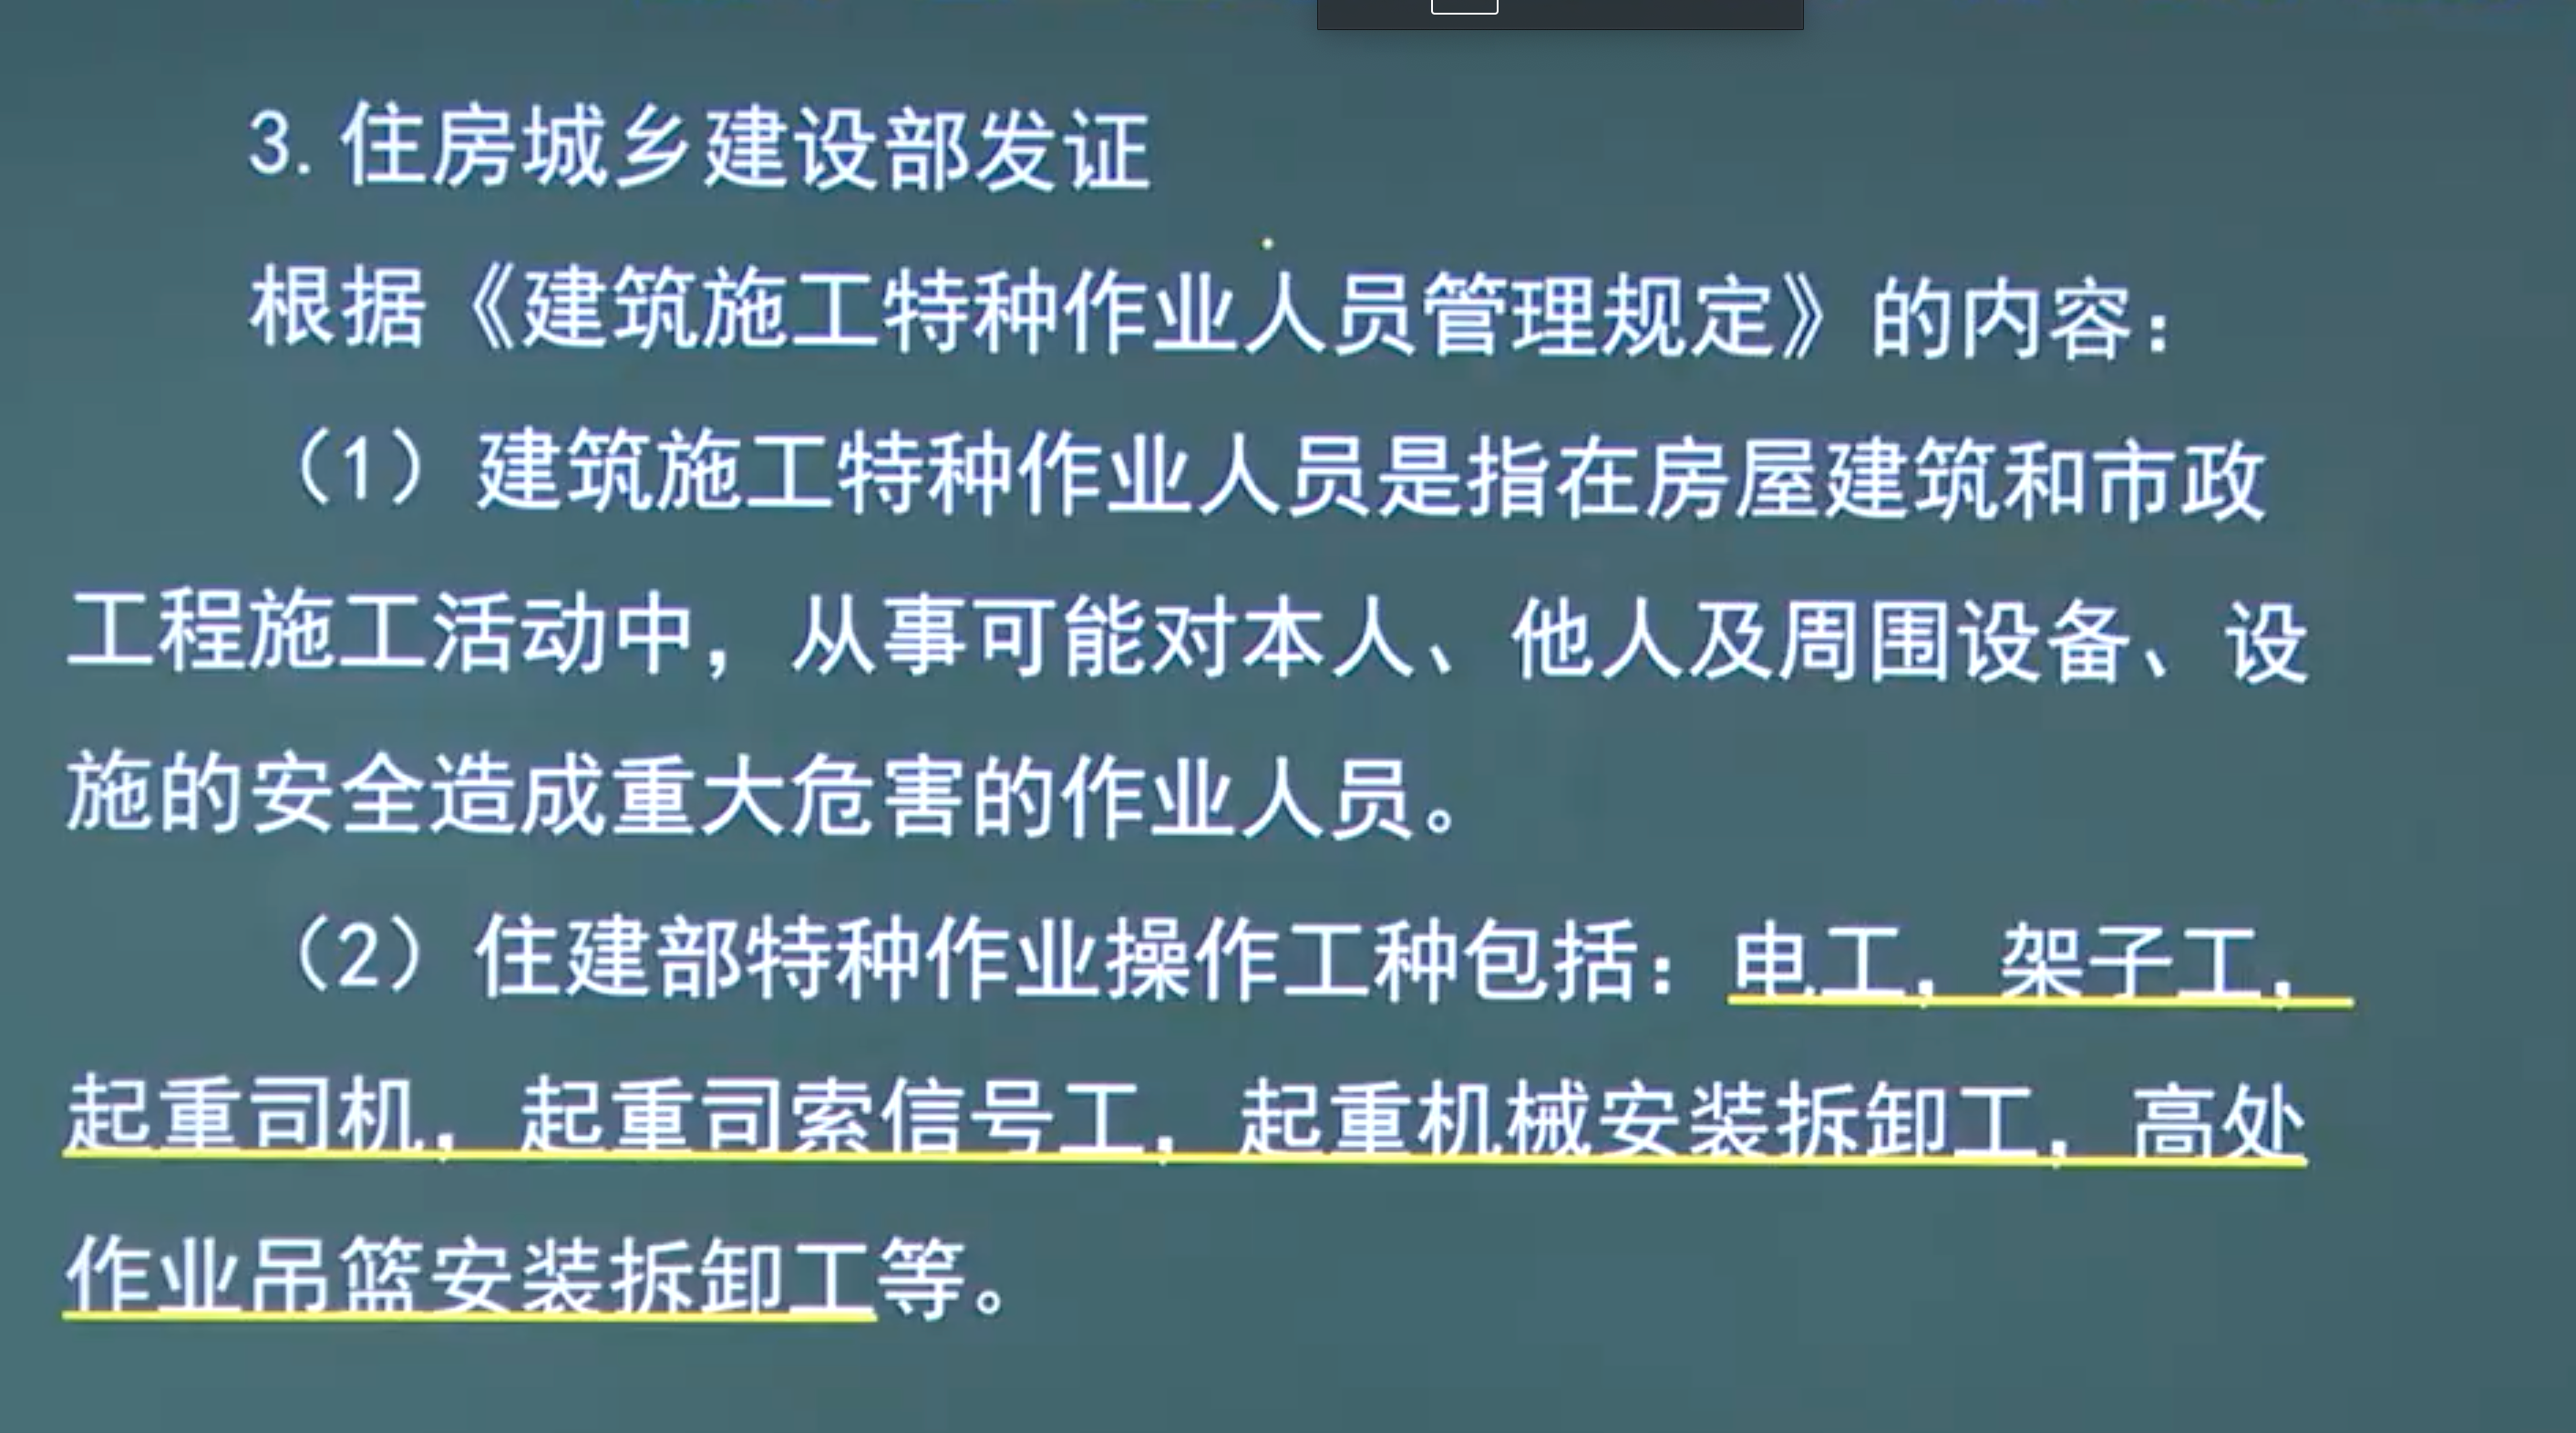 3.住房城乡建设部发证
根据《建筑施工特种作业人员管理规定》的内容：
（1）建筑施工特种作业人员是指在房屋建筑和市政
工程施工活动中，从事可能对本人、他人及周围设备、设
施的安全造成重大危害的作业人员。
（2）住建部特种作业操作工种包括：电工，架子工，
起重司机，起重司索信号工，起重机械安装拆卸工，高处
作业吊篮安装拆卸工等。